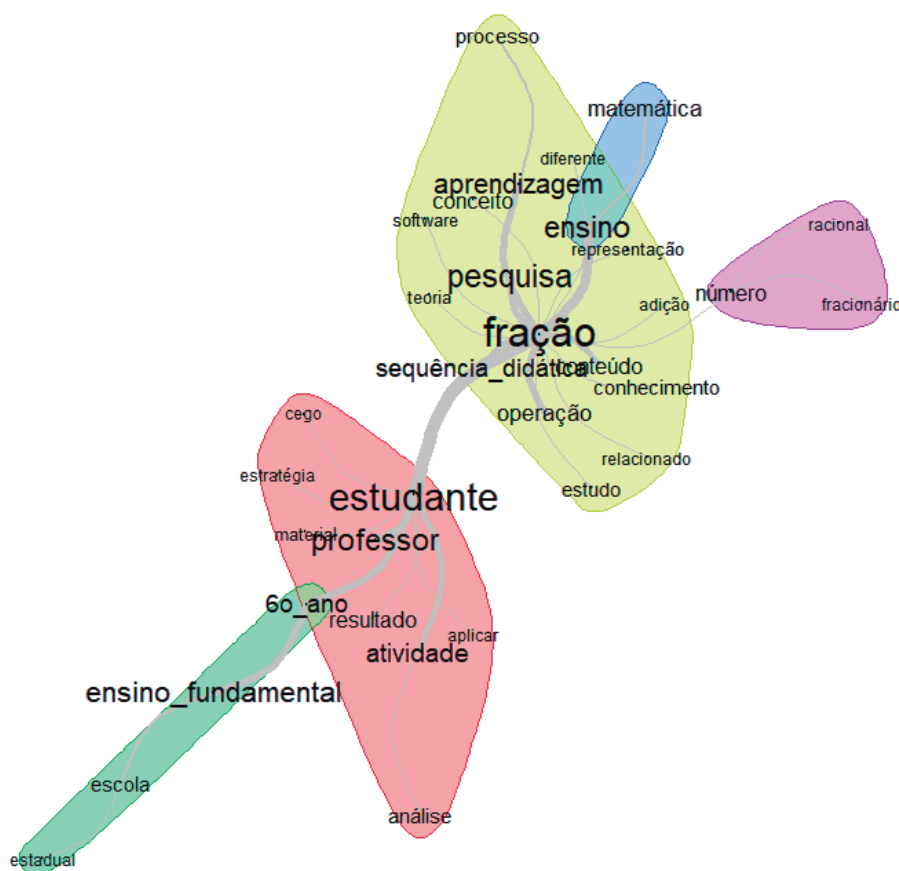 processo
matemática
diferente
aprendizagem
conceito
software
ensino
racional
representação
pesquisa
número
teoria
adição
fracionário
fração
sequência_didática
conteúdo
conhecimento
cego
operação
relacionado
estratégia
estudo
estudante
material
professor
6o_ano
resultado
aplicar
atividade
ensino_fundamental
escola
análise
estadual